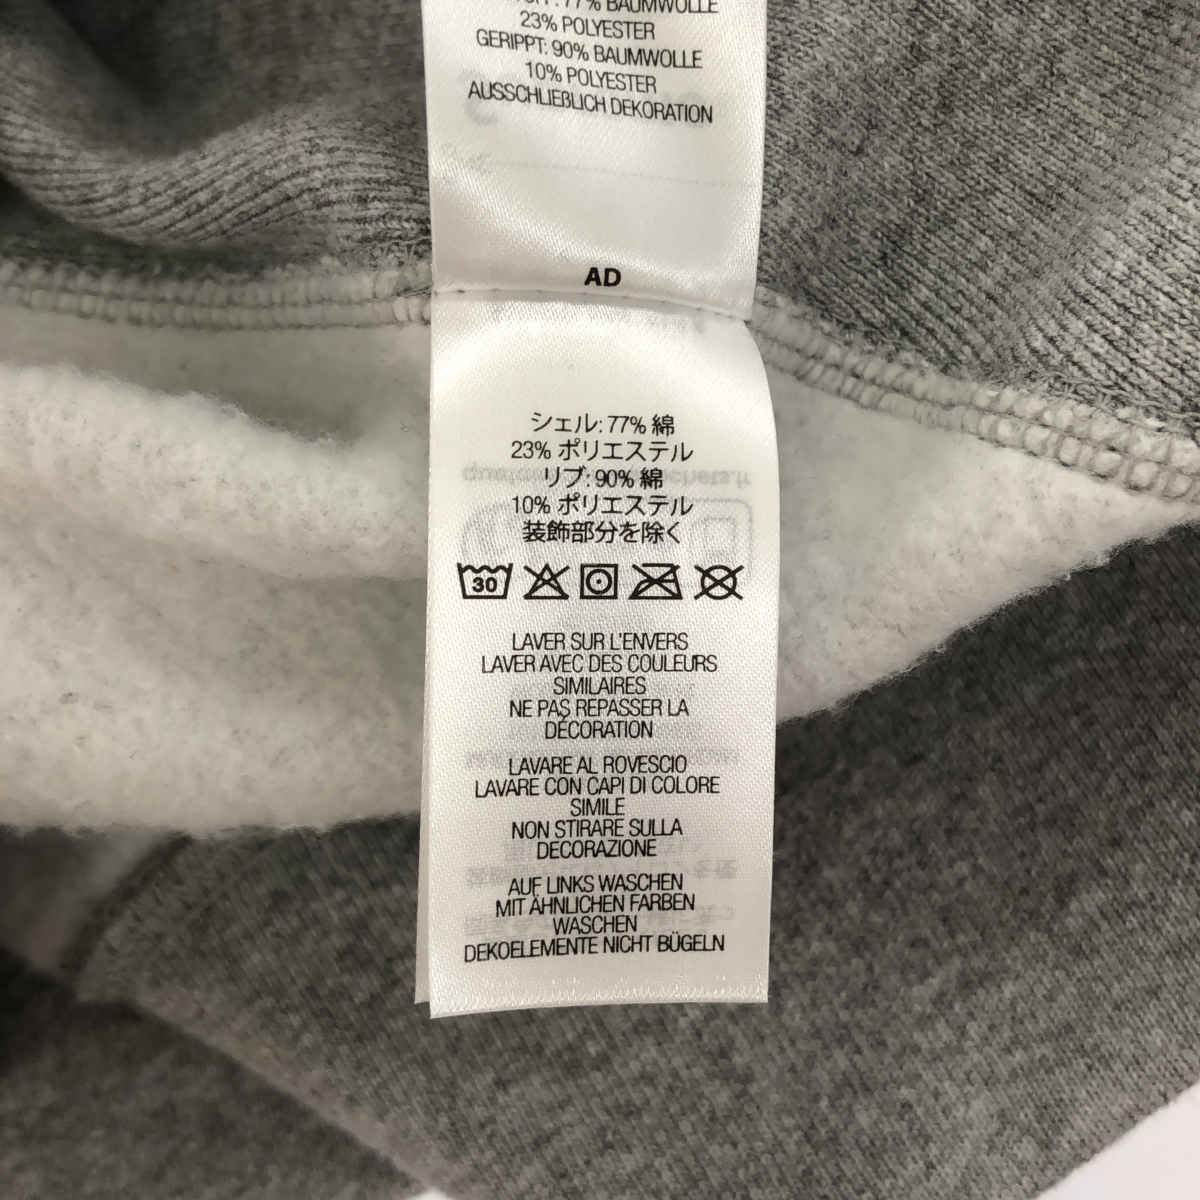 77% BAUMWOLLE
23% POLYESTER
GERIPPT: 90% BAUMWOLLE
10% POLYESTER
AUSSCHLIEßLICH DEKORATION
AD
シェル: 77% 綿
23% ポリエステル
リブ: 90% 綿
10% ポリエステル
装飾部分を除く
30
LAVER SUR L'ENVERS
LAVER AVEC DES COULEURS
SIMILAIRES
NE PAS REPASSER LA
DÉCORATION
LAVARE AL ROVESCIO
LAVARE CON CAPI DI COLORE
SIMILE
NON STIRARE SULLA
DECORAZIONE
AUF LINKS WASCHEN
MIT ÄHNLICHEN FARBEN
WASCHEN
DEKOELEMENTE NICHT BÜGELN